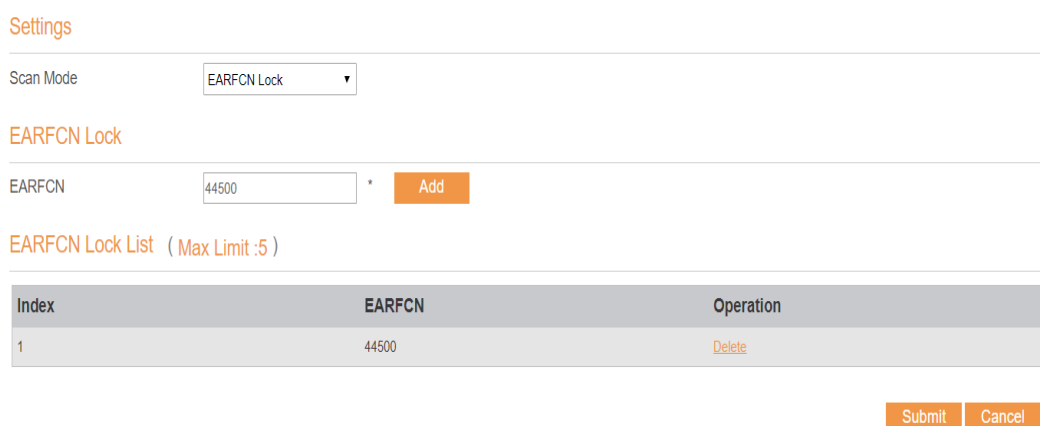 Settings
Scan Mode EARFCN Lock
EARFCN Lock
EARFCN 44500 * Add
EARFCN Lock List ( Max Limit :5 )
Index EARFCN Operation
1 44500 Delete
Submit Cancel